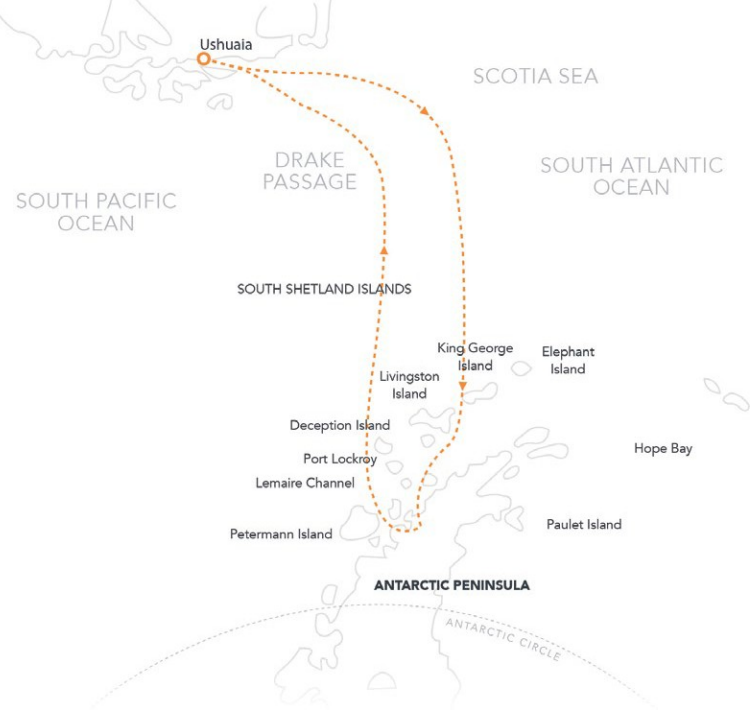 Ushuaia
SCOTIA SEA
DRAKE
PASSAGE
SOUTH ATLANTIC
OCEAN
SOUTH PACIFIC
OCEAN
SOUTH SHETLAND ISLANDS
King George
Island
Elephant
Island
Livingston
Island
Deception Island
Hope Bay
Port Lockroy
Lemaire Channel
Paulet Island
Petermann Island
ANTARCTIC PENINSULA
ANTARCTIC CIRCLE